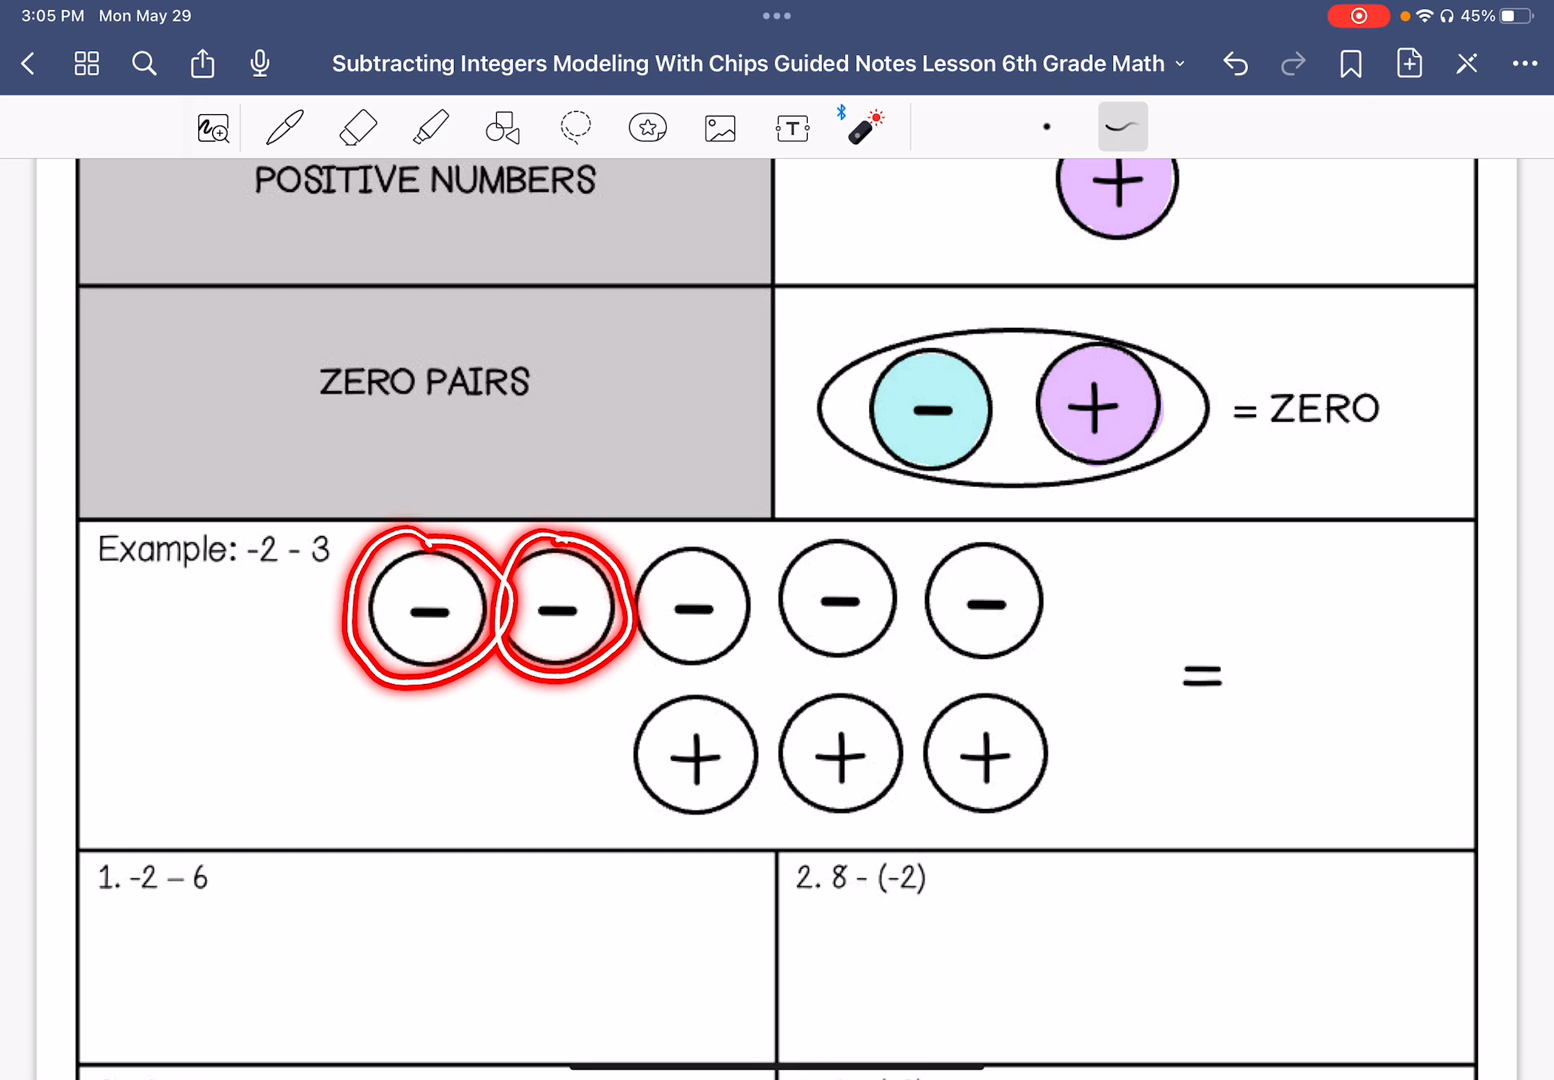 3:05 PM Mon May 29
45%
Subtracting Integers Modeling With Chips Guided Notes Lesson 6th Grade Math
T
POSITIVE NUMBERS
+
ZERO PAIRS
- + = ZERO
Example: -2 - 3
- - - - -
=
+ + +
1. -2 – 6
2. 8 - (-2)